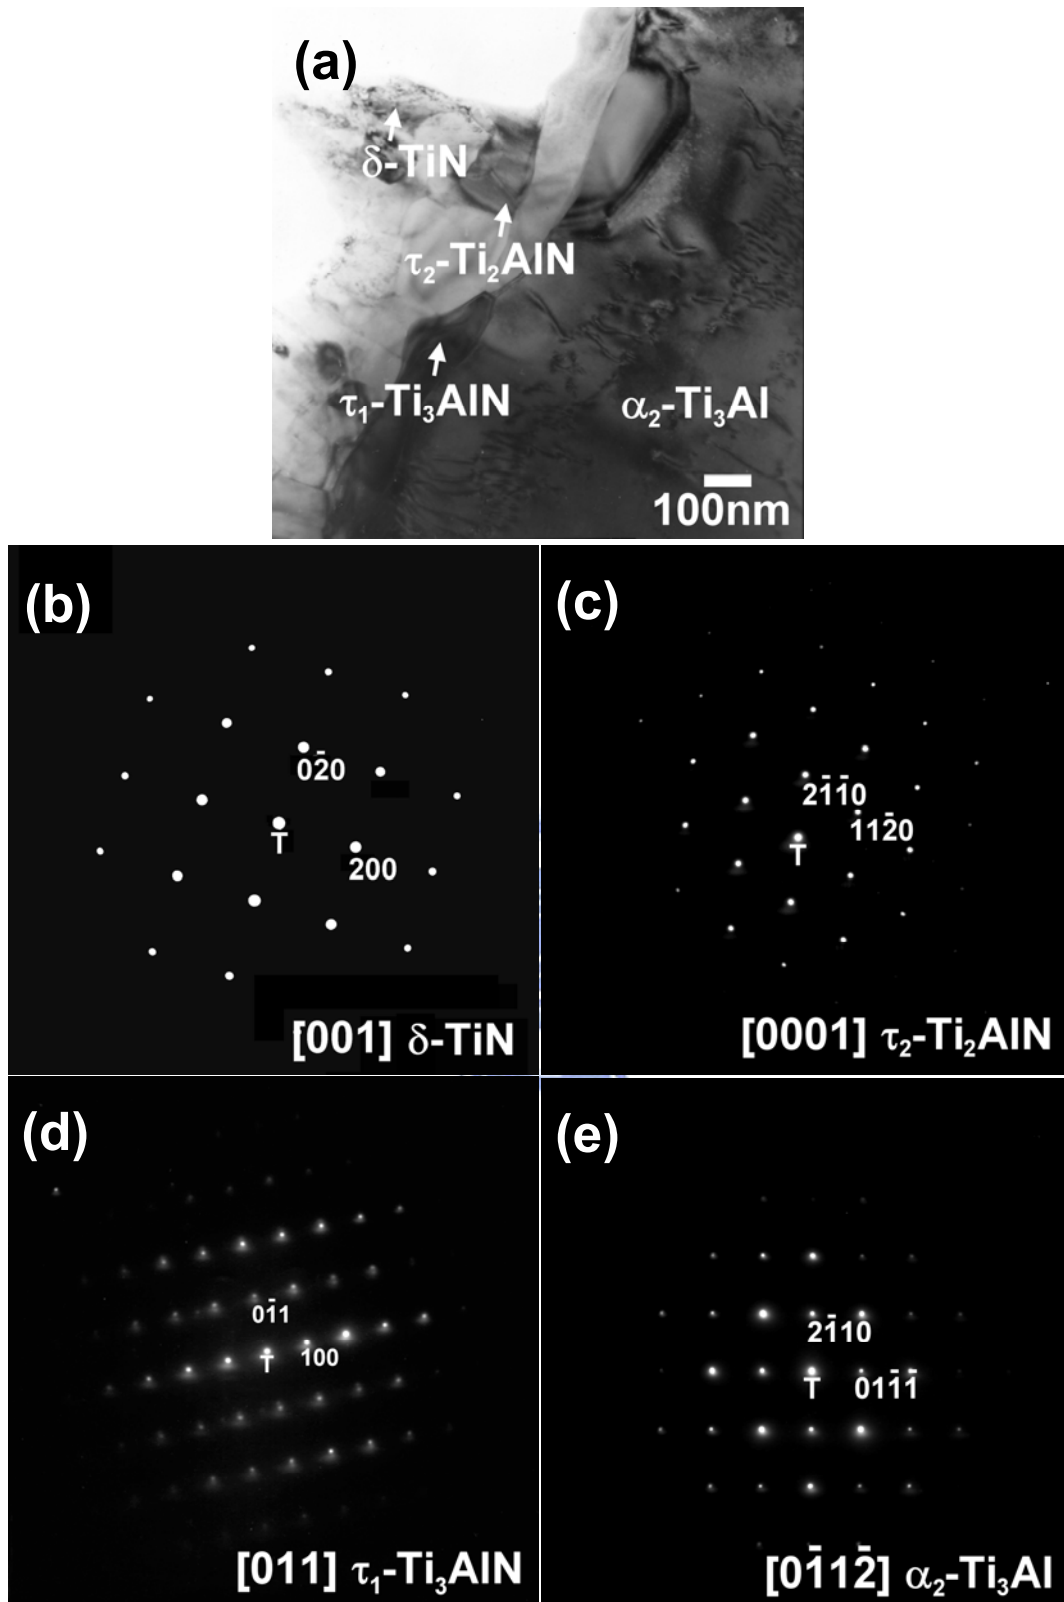 (a)
δ-TiN
τ₂-Ti₂AlN
τ₁-Ti₃AlN
α₂-Ti₃Al
100nm
(b)
02̄0
T
200
[001] δ-TiN
(c)
21̄1̄0
112̄0
T
[0001] τ₂-Ti₂AlN
(d)
01̄1
T
100
[011] τ₁-Ti₃AlN
(e)
21̄10
T
011̄1̄
[01̄12̄] α₂-Ti₃Al